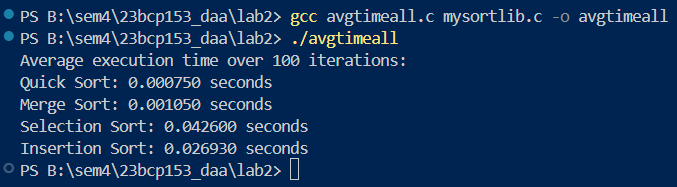 PS B:\sem4\23bcp153_daa\lab2> gcc avgtimeall.c mysortlib.c -o avgtimeall
PS B:\sem4\23bcp153_daa\lab2> ./avgtimeall
Average execution time over 100 iterations:
Quick Sort: 0.000750 seconds
Merge Sort: 0.001050 seconds
Selection Sort: 0.042600 seconds
Insertion Sort: 0.026930 seconds
PS B:\sem4\23bcp153_daa\lab2>